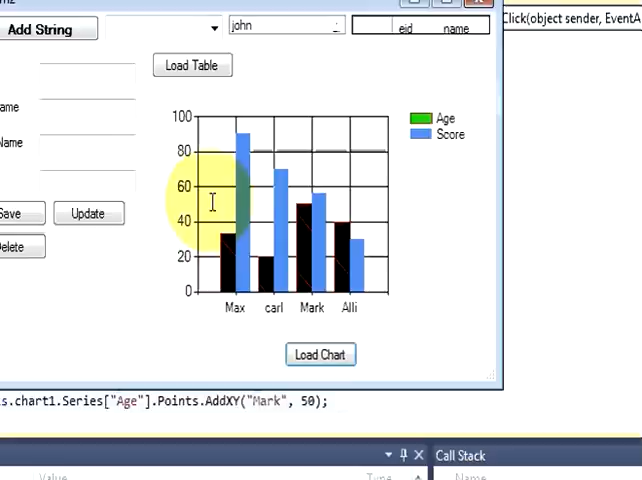 Add String
john
eid name
Click(object sender, EventA
Load Table
ame
Name
Save
Update
elete
100
80
60
40
20
0
Max carl Mark Alli
Age
Score
Load Chart
s.chart1.Series["Age"].Points.AddXY("Mark", 50);
Call Stack
Value Type Name